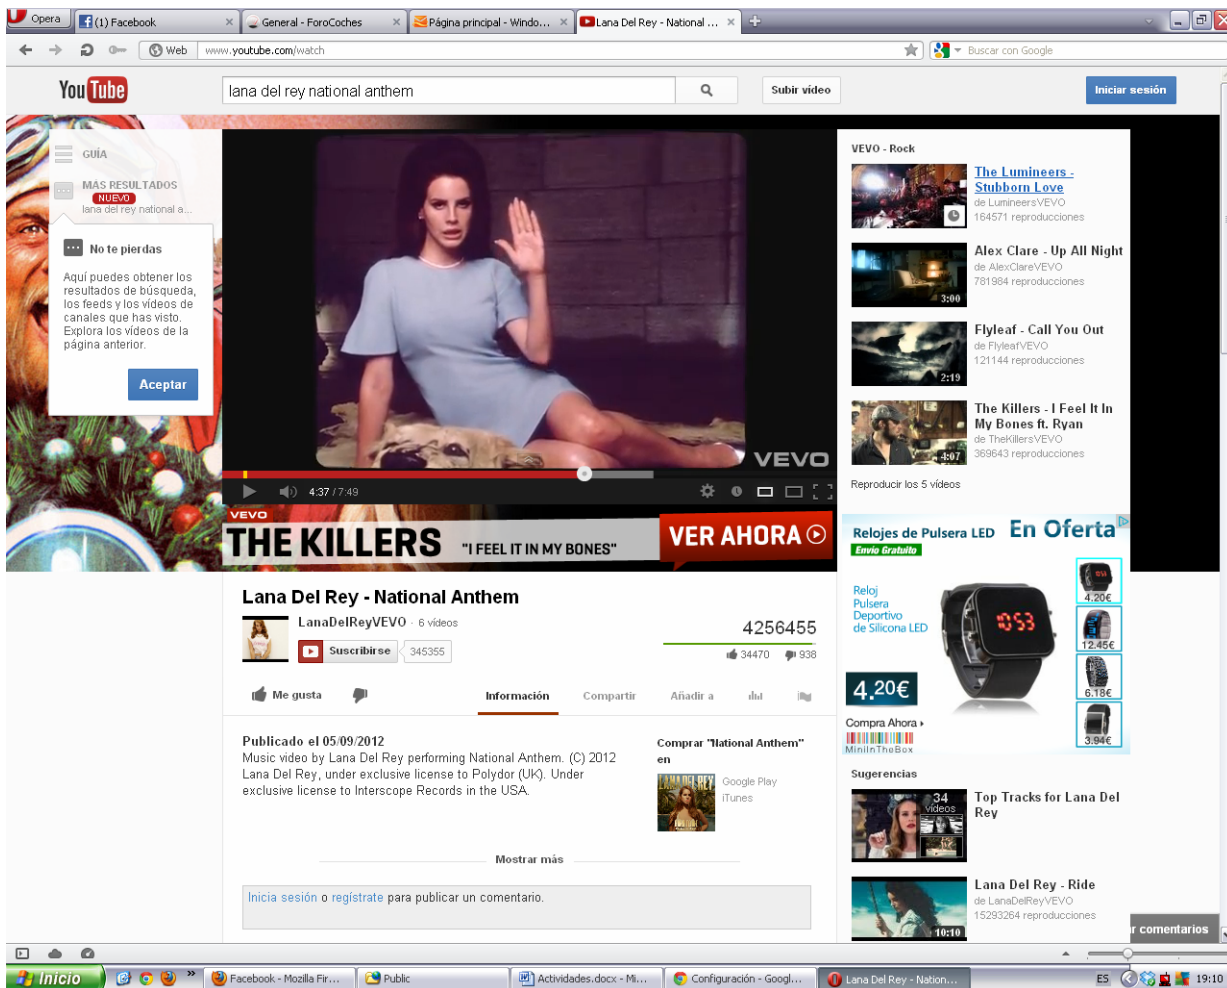 Opera
(1) Facebook
General - ForoCoches
Página principal - Windo...
Lana Del Rey - National ...
Web
www.youtube.com/watch
Buscar con Google
YouTube
lana del rey national anthem
Subir vídeo
Iniciar sesión
GUÍA
MÁS RESULTADOS
NUEVO
lana del rey national a...
No te pierdas
Aquí puedes obtener los
resultados de búsqueda,
los feeds y los vídeos de
canales que has visto.
Explora los vídeos de la
página anterior.
Aceptar
VEVO
4:37 / 7:49
VEVO
THE KILLERS "I FEEL IT IN MY BONES"
VER AHORA
Lana Del Rey - National Anthem
LanaDelReyVEVO · 6 vídeos
Suscribirse
345355
4256455
34470
938
Me gusta
Información
Compartir
Añadir a
Publicado el 05/09/2012
Music video by Lana Del Rey performing National Anthem. (C) 2012
Lana Del Rey, under exclusive license to Polydor (UK). Under
exclusive license to Interscope Records in the USA.
Comprar "National Anthem"
en
LANA DEL REY
Google Play
iTunes
Mostrar más
Inicia sesión o regístrate para publicar un comentario.
VEVO - Rock
The Lumineers -
Stubborn Love
de LumineersVEVO
164571 reproducciones
Alex Clare - Up All Night
de AlexClareVEVO
781984 reproducciones
3:00
Flyleaf - Call You Out
de FlyleafVEVO
121144 reproducciones
2:19
The Killers - I Feel It In
My Bones ft. Ryan
de TheKillersVEVO
369643 reproducciones
4:07
Reproducir los 5 vídeos
Relojes de Pulsera LED
En Oferta
Envío Gratuito
Reloj
Pulsera
Deportivo
de Silicona LED
10:53
4.20€
12.45€
6.18€
3.94€
4.20€
Compra Ahora
MiniInTheBox
Sugerencias
34
vídeos
Top Tracks for Lana Del
Rey
Lana Del Rey - Ride
de LanaDelReyVEVO
15293264 reproducciones
10:10
r comentarios
Inicio
Facebook - Mozilla Fir...
Public
Actividades.docx - Mi...
Configuración - Googl...
Lana Del Rey - Nation...
ES
19:10